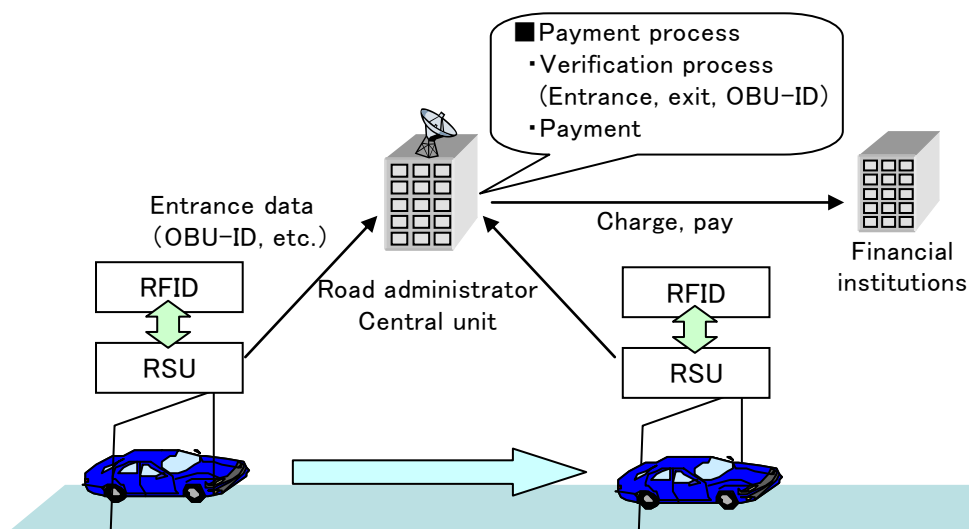 ■Payment process
・Verification process
(Entrance, exit, OBU-ID)
・Payment
Entrance data
(OBU-ID, etc.)
Charge, pay
Financial
institutions
RFID
Road administrator
Central unit
RFID
RSU
RSU